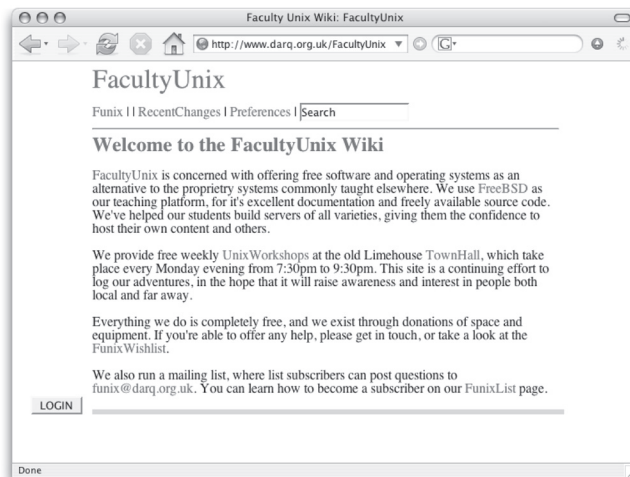 Faculty Unix Wiki: FacultyUnix
http://www.darq.org.uk/FacultyUnix
G
FacultyUnix
Funix | | RecentChanges | Preferences | Search
Welcome to the FacultyUnix Wiki
FacultyUnix is concerned with offering free software and operating systems as an
alternative to the proprietry systems commonly taught elsewhere. We use FreeBSD as
our teaching platform, for it's excellent documentation and freely available source code.
We've helped our students build servers of all varieties, giving them the confidence to
host their own content and others.
We provide free weekly UnixWorkshops at the old Limehouse TownHall, which take
place every Monday evening from 7:30pm to 9:30pm. This site is a continuing effort to
log our adventures, in the hope that it will raise awareness and interest in people both
local and far away.
Everything we do is completely free, and we exist through donations of space and
equipment. If you're able to offer any help, please get in touch, or take a look at the
FunixWishlist.
We also run a mailing list, where list subscribers can post questions to
funix@darq.org.uk. You can learn how to become a subscriber on our FunixList page.
LOGIN
Done